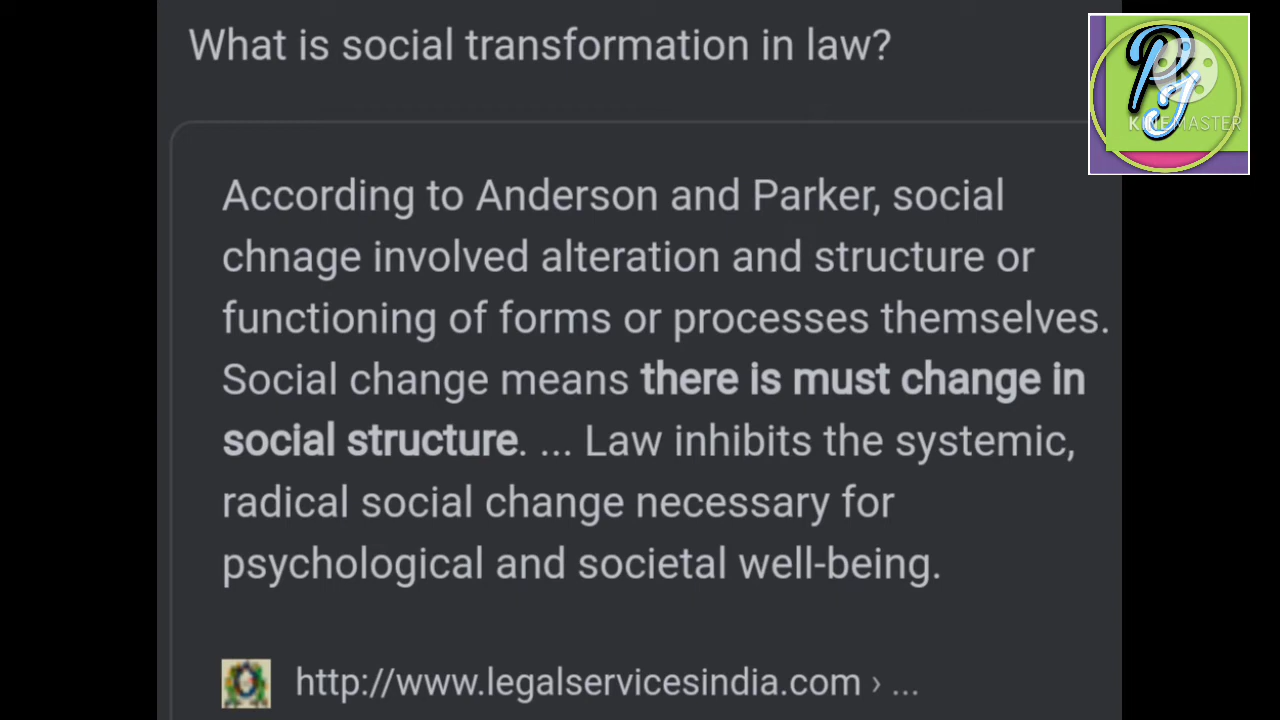 What is social transformation in law?
PJ
KINEMASTER
According to Anderson and Parker, social
chnage involved alteration and structure or
functioning of forms or processes themselves.
Social change means there is must change in
social structure. ... Law inhibits the systemic,
radical social change necessary for
psychological and societal well-being.
http://www.legalservicesindia.com › ...